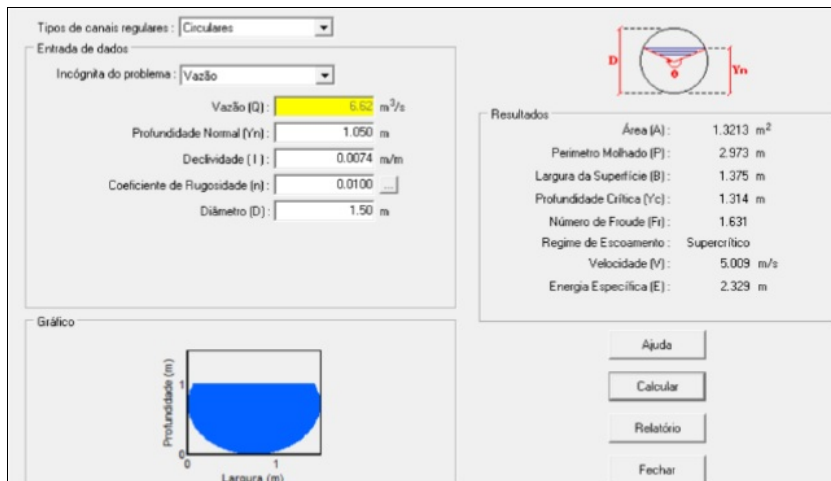 Tipos de canais regulares : Circulares
Entrada de dados
Incógnita do problema : Vazão
Vazão (Q) : 6.62 m³/s
Profundidade Normal (Yn) : 1.050 m
Declividade ( I ) : 0.0074 m/m
Coeficiente de Rugosidade (n) : 0.0100 ...
Diâmetro (D) : 1.50 m
D
θ
Yn
Resultados
Área (A) : 1.3213 m²
Perímetro Molhado (P) : 2.973 m
Largura da Superfície (B) : 1.375 m
Profundidade Crítica (Yc) : 1.314 m
Número de Froude (Fr) : 1.631
Regime de Escoamento : Supercrítico
Velocidade (V) : 5.009 m/s
Energia Específica (E) : 2.329 m
Gráfico
Profundidade (m)
1
0
0
1
Largura (m)
Ajuda
Calcular
Relatório
Fechar